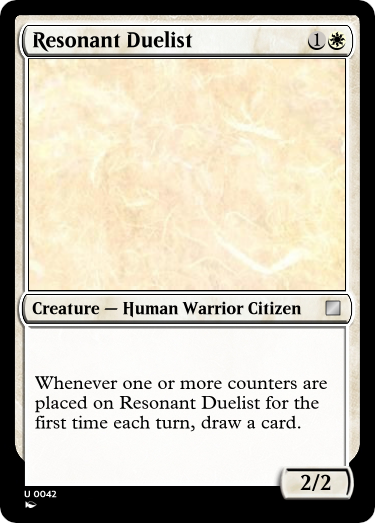 Resonant Duelist 1
Creature — Human Warrior Citizen
Whenever one or more counters are
placed on Resonant Duelist for the
first time each turn, draw a card.
2/2
U 0042